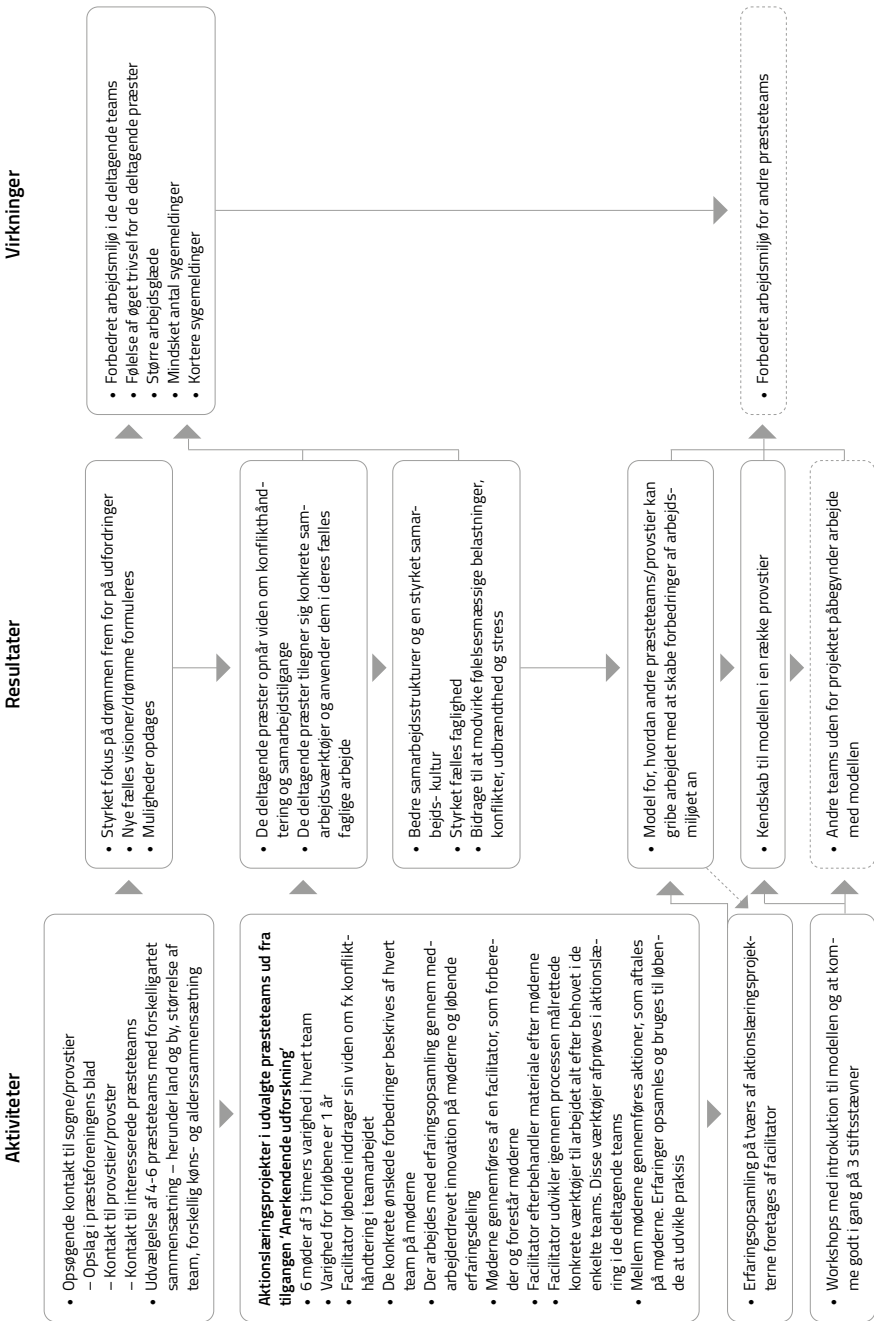 Aktiviteter
• Opsøgende kontakt til sogne/provstier
– Opslag i præsteforeningens blad
– Kontakt til provstier/provster
– Kontakt til interesserede præsteteams
• Udvælgelse af 4-6 præsteteams med forskelligartet
sammensætning – herunder land og by, størrelse af
team, forskellig køns- og alderssammensætning
Aktionslæringsprojekter i udvalgte præsteteams ud fra
tilgangen ’Anerkendende udforskning’
• 6 møder af 3 timers varighed i hvert team
• Varighed for forløbene er 1 år
• Facilitator løbende inddrager sin viden om fx konflikt-
håndtering i teamarbejdet
• De konkrete ønskede forbedringer beskrives af hvert
team på møderne
• Der arbejdes med erfaringsopsamling gennem med-
arbejderdrevet innovation på møderne og løbende
erfaringsdeling
• Møderne gennemføres af en facilitator, som forbere-
der og forestår møderne
• Facilitator efterbehandler materiale efter møderne
• Facilitator udvikler igennem processen målrettede
konkrete værktøjer til arbejdet alt efter behovet i de
enkelte teams. Disse værktøjer afprøves i aktionslæ-
ring i de deltagende teams
• Mellem møderne gennemføres aktioner, som aftales
på møderne. Erfaringer opsamles og bruges til løben-
de at udvikle praksis
• Erfaringsopsamling på tværs af aktionslæringsprojek-
terne foretages af facilitator
• Workshops med introkuktion til modellen og at kom-
me godt i gang på 3 stiftsstævner
Resultater
• Styrket fokus på drømmen frem for på udfordringer
• Nye fælles visioner/drømme formuleres
• Muligheder opdages
• De deltagende præster opnår viden om konflikthånd-
tering og samarbejdstilgange
• De deltagende præster tilegner sig konkrete sam-
arbejdsværktøjer og anvender dem i deres fælles
faglige arbejde
• Bedre samarbejdsstrukturer og en styrket samar-
bejds- kultur
• Styrket fælles faglighed
• Bidrage til at modvirke følelsesmæssige belastninger,
konflikter, udbrændthed og stress
• Model for, hvordan andre præsteteams/provstier kan
gribe arbejdet med at skabe forbedringer af arbejds-
miljøet an
• Kendskab til modellen i en række provstier
• Andre teams uden for projektet påbegynder arbejde
med modellen
Virkninger
• Forbedret arbejdsmiljø i de deltagende teams
• Følelse af øget trivsel for de deltagende præster
• Større arbejdsglæde
• Mindsket antal sygemeldinger
• Kortere sygemeldinger
• Forbedret arbejdsmiljø for andre præsteteams